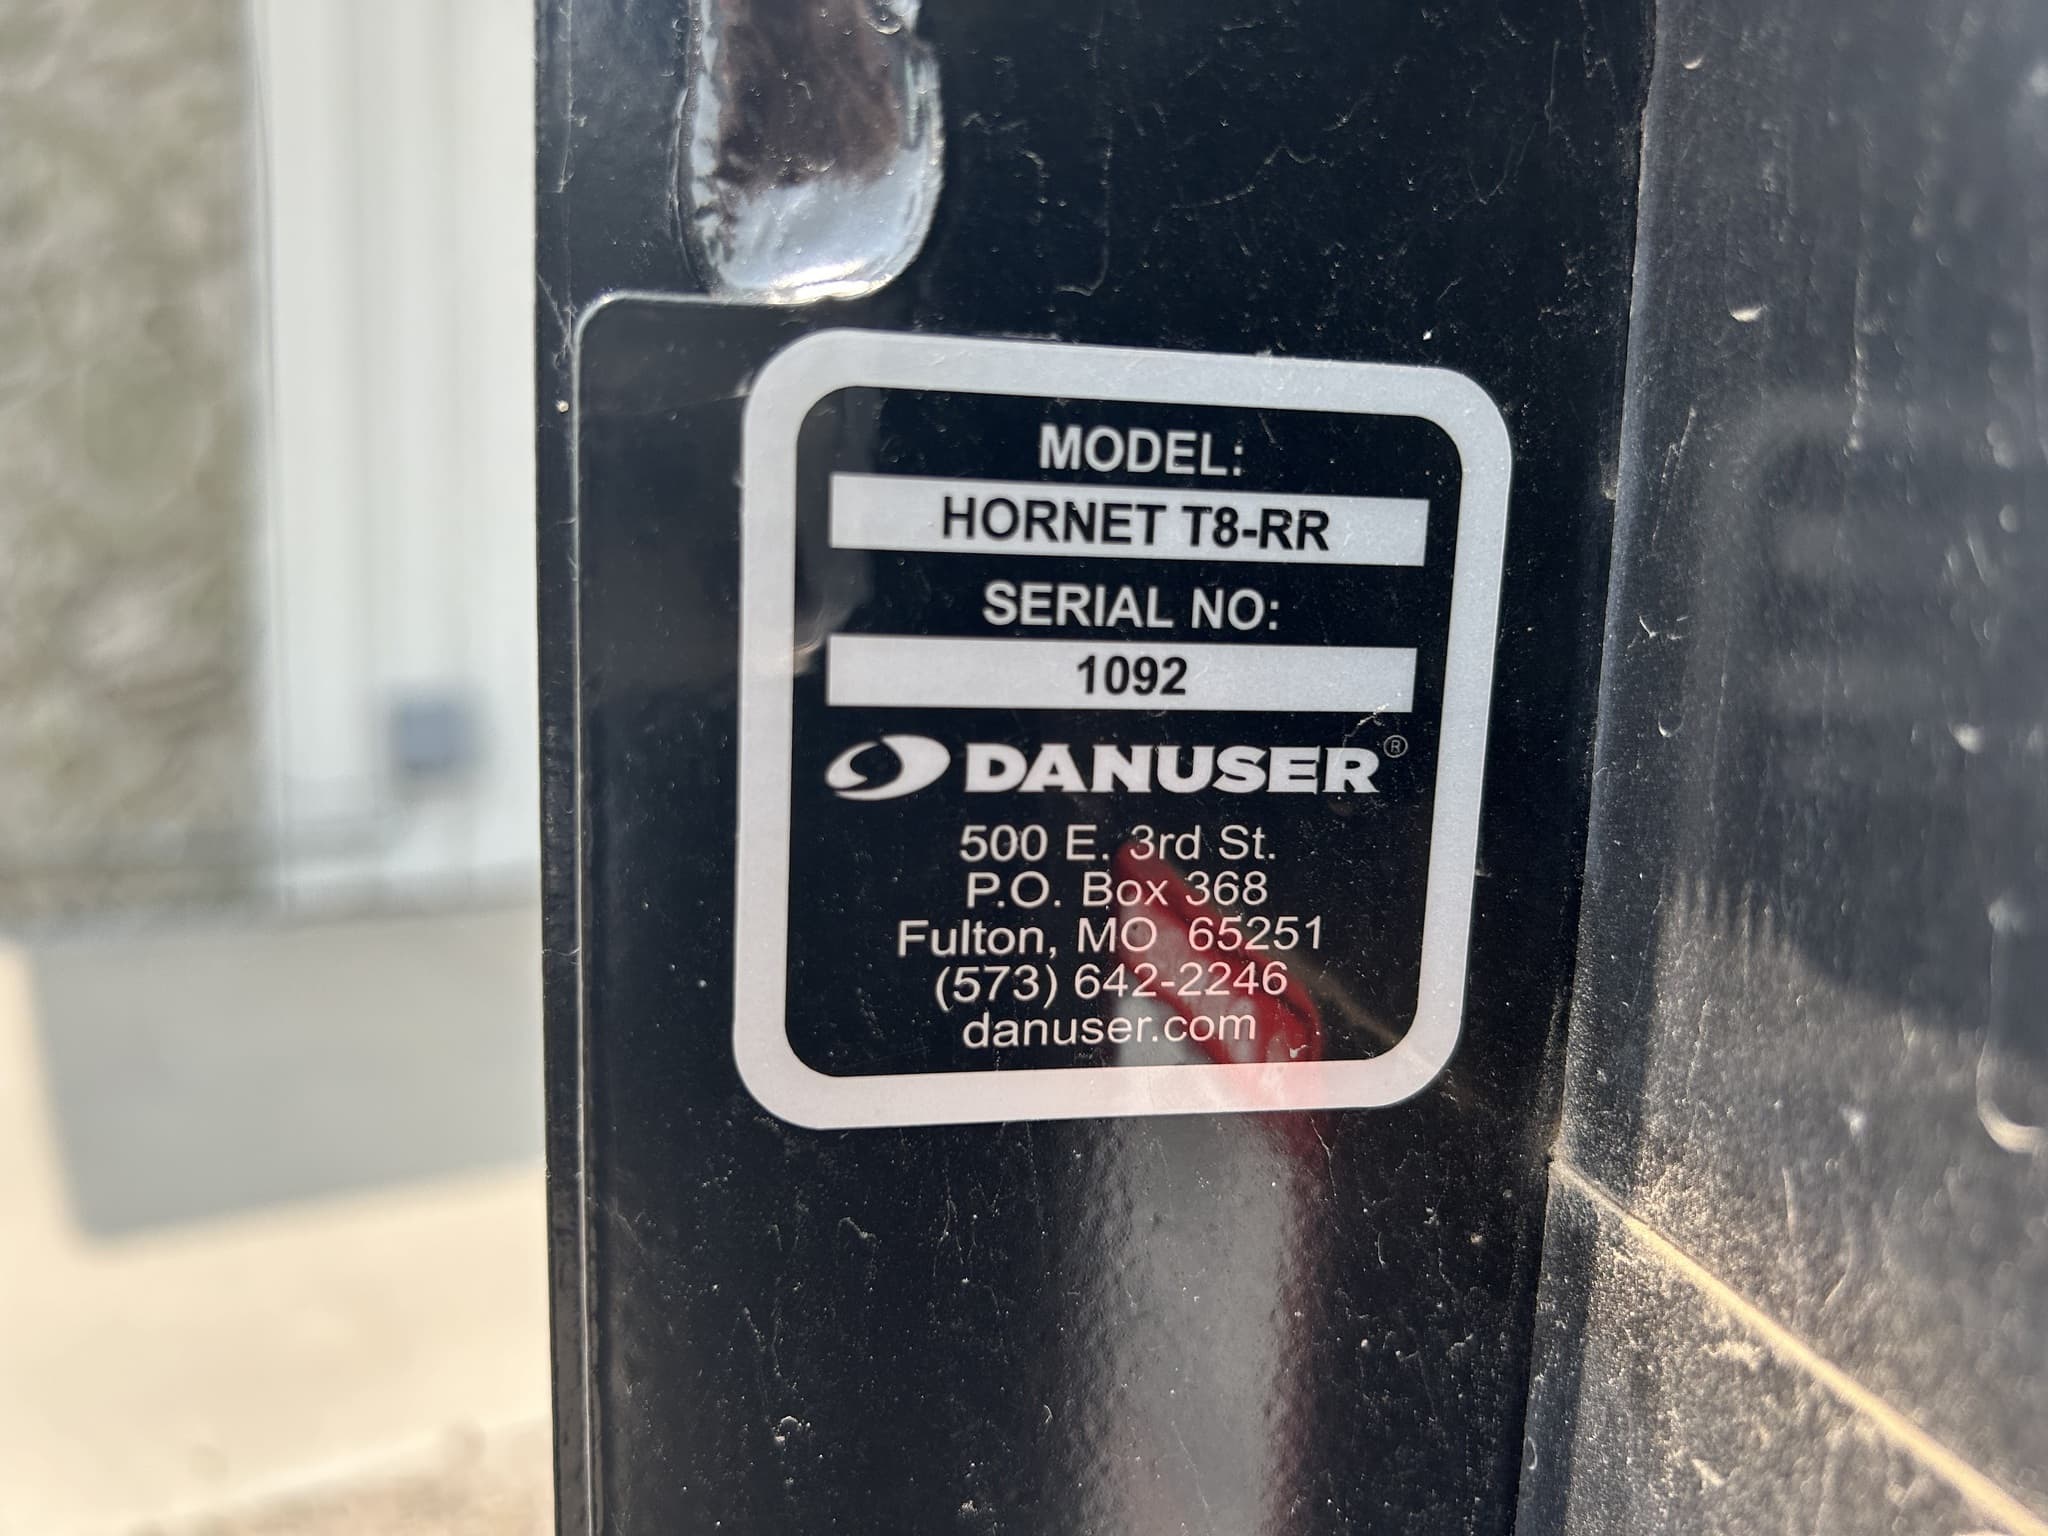 MODEL:
HORNET T8-RR
SERIAL NO:
1092
DANUSER®
500 E. 3rd St.
P.O. Box 368
Fulton, MO 65251
(573) 642-2246
danuser.com